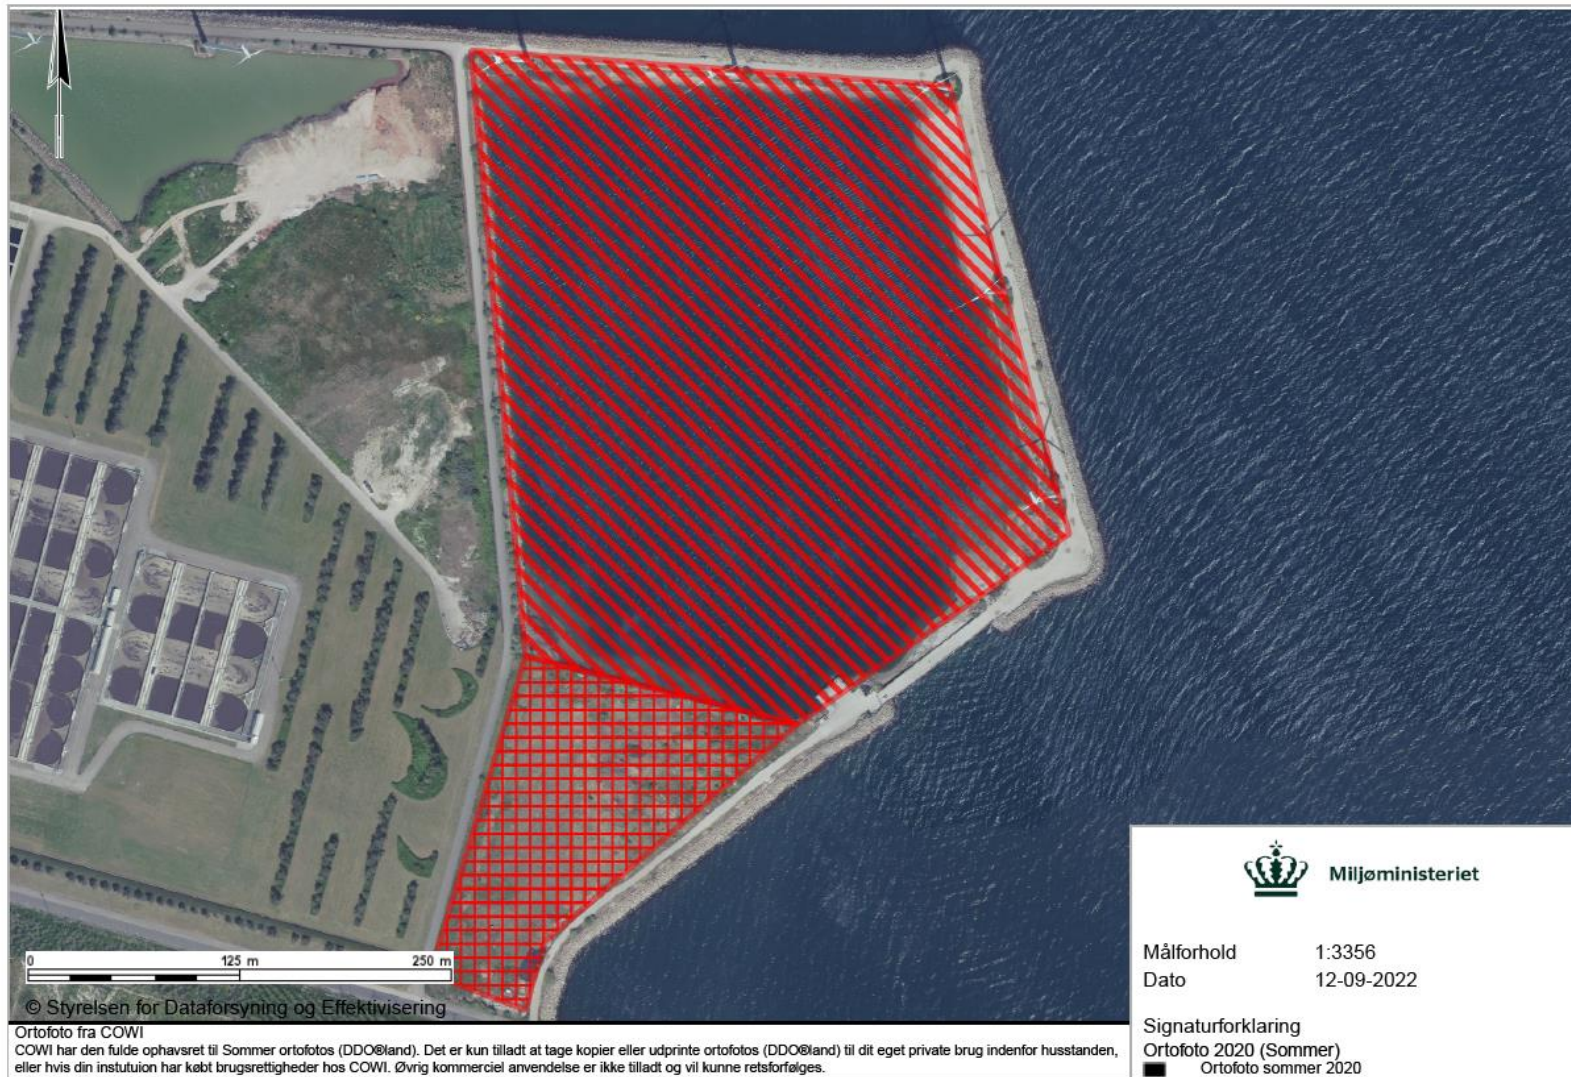 0 125 m 250 m
© Styrelsen for Dataforsyning og Effektivisering
Ortofoto fra COWI
COWI har den fulde ophavsret til Sommer ortofotos (DDO®land). Det er kun tilladt at tage kopier eller udprinte ortofotos (DDO®land) til dit eget private brug indenfor husstanden,
eller hvis din instutuion har købt brugsrettigheder hos COWI. Øvrig kommerciel anvendelse er ikke tilladt og vil kunne retsforfølges.
Miljøministeriet
Målforhold 1:3356
Dato 12-09-2022
Signaturforklaring
Ortofoto 2020 (Sommer)
Ortofoto sommer 2020